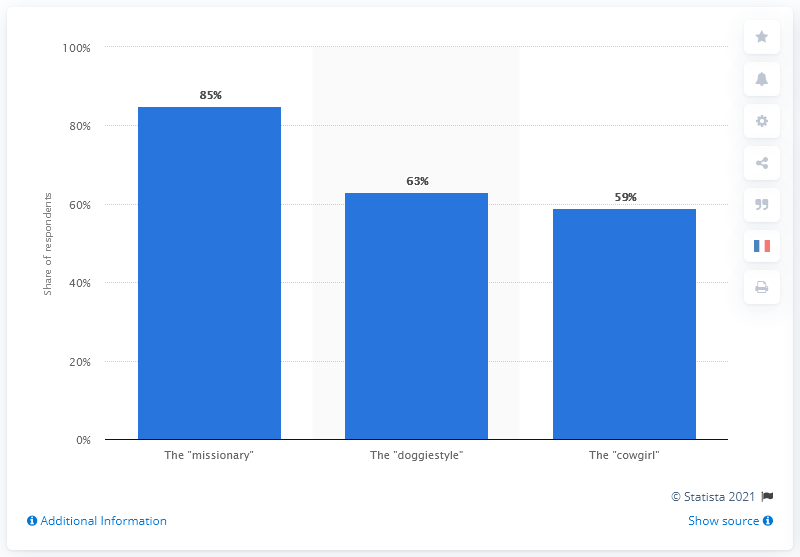 100%
80%
60%
40%
20%
0%
Share of respondents
85%
63%
59%
The "missionary"
The "doggiestyle"
The "cowgirl"
© Statista 2021
Additional Information
Show source